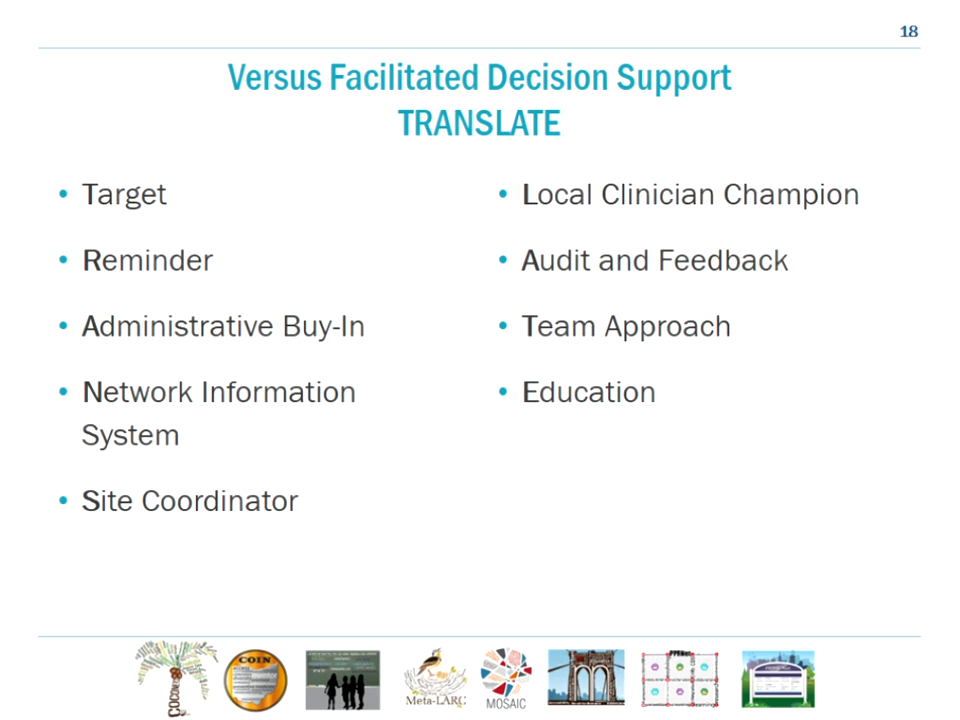 18
Versus Facilitated Decision Support
TRANSLATE
• Target
• Reminder
• Administrative Buy-In
• Network Information
System
• Site Coordinator
• Local Clinician Champion
• Audit and Feedback
• Team Approach
• Education
COIN
Meta-LARC
MOSAIC